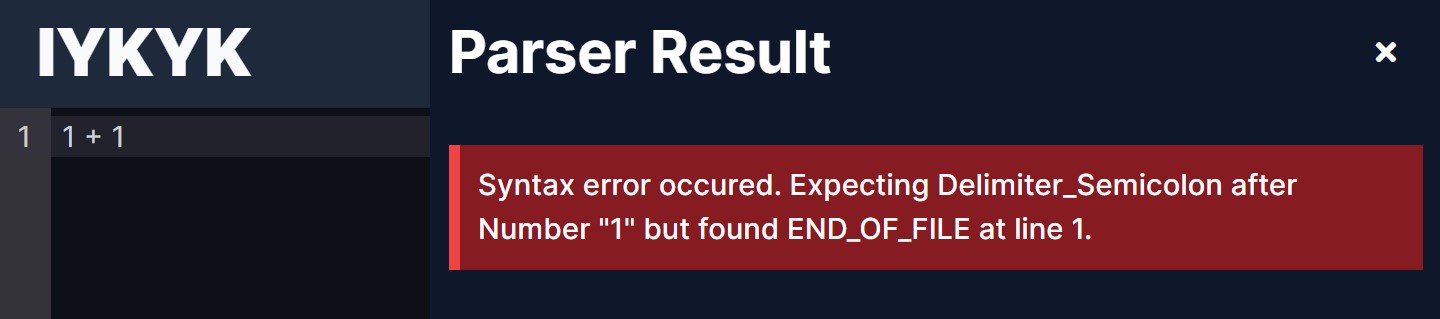 IYKYK
Parser Result
×
1 1 + 1
Syntax error occured. Expecting Delimiter_Semicolon after
Number "1" but found END_OF_FILE at line 1.